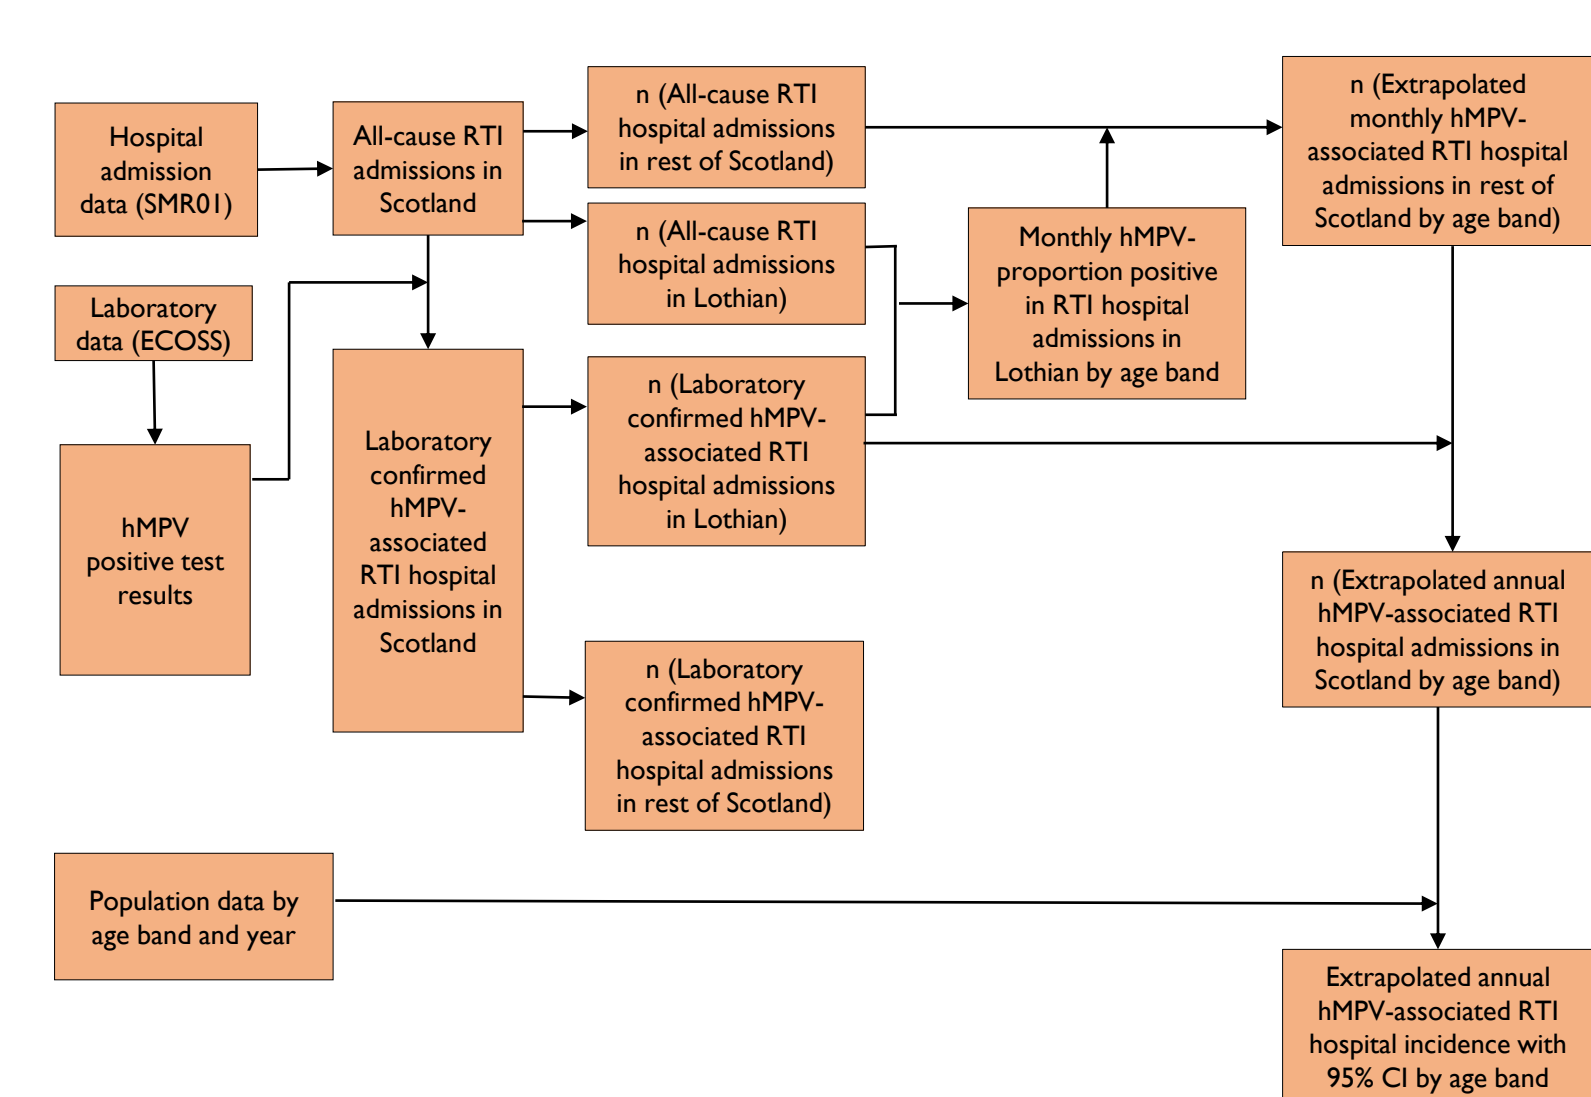 Hospital
admission
data (SMR01)
All-cause RTI
admissions in
Scotland
n (All-cause RTI
hospital admissions
in rest of Scotland)
n (Extrapolated
monthly hMPV-
associated RTI hospital
admissions in rest of
Scotland by age band)
n (All-cause RTI
hospital admissions
in Lothian)
Monthly hMPV-
proportion positive
in RTI hospital
admissions in
Lothian by age band
Laboratory
data (ECOSS)
n (Laboratory
confirmed hMPV-
associated RTI
hospital admissions
in Lothian)
Laboratory
confirmed
hMPV-
associated
RTI hospital
admissions in
Scotland
hMPV
positive test
results
n (Extrapolated annual
hMPV-associated RTI
hospital admissions in
Scotland by age band)
n (Laboratory
confirmed hMPV-
associated RTI
hospital admissions
in rest of Scotland)
Population data by
age band and year
Extrapolated annual
hMPV-associated RTI
hospital incidence with
95% CI by age band